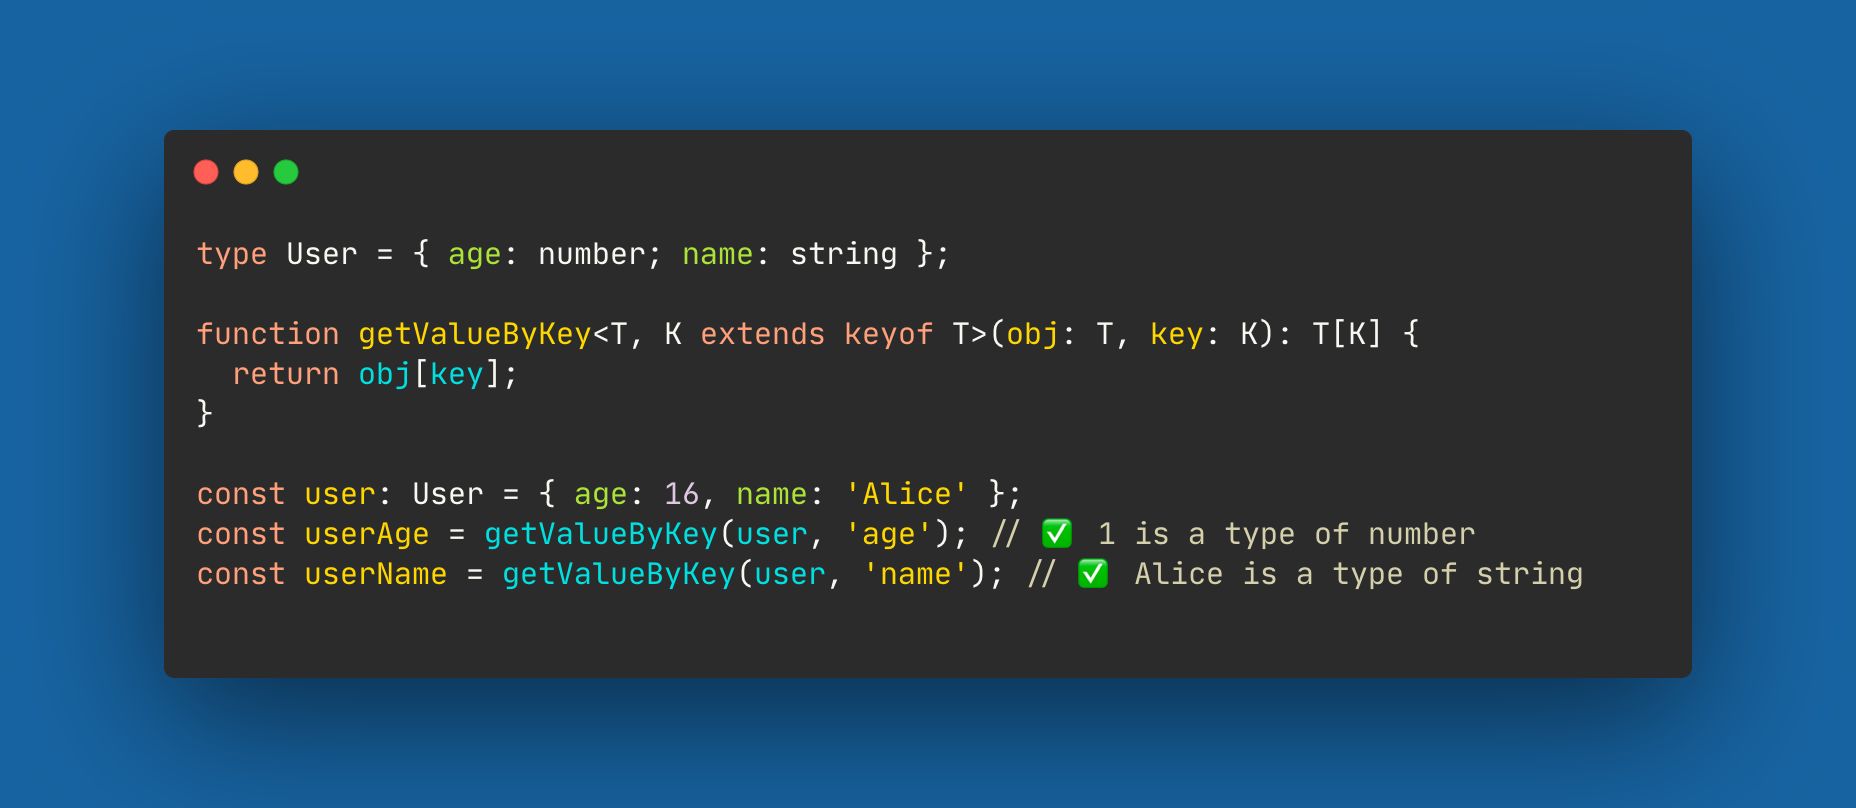 type User = { age: number; name: string };
function getValueByKey<T, K extends keyof T>(obj: T, key: K): T[K] {
  return obj[key];
}
const user: User = { age: 16, name: 'Alice' };
const userAge = getValueByKey(user, 'age'); // ✅ 1 is a type of number
const userName = getValueByKey(user, 'name'); // ✅ Alice is a type of string